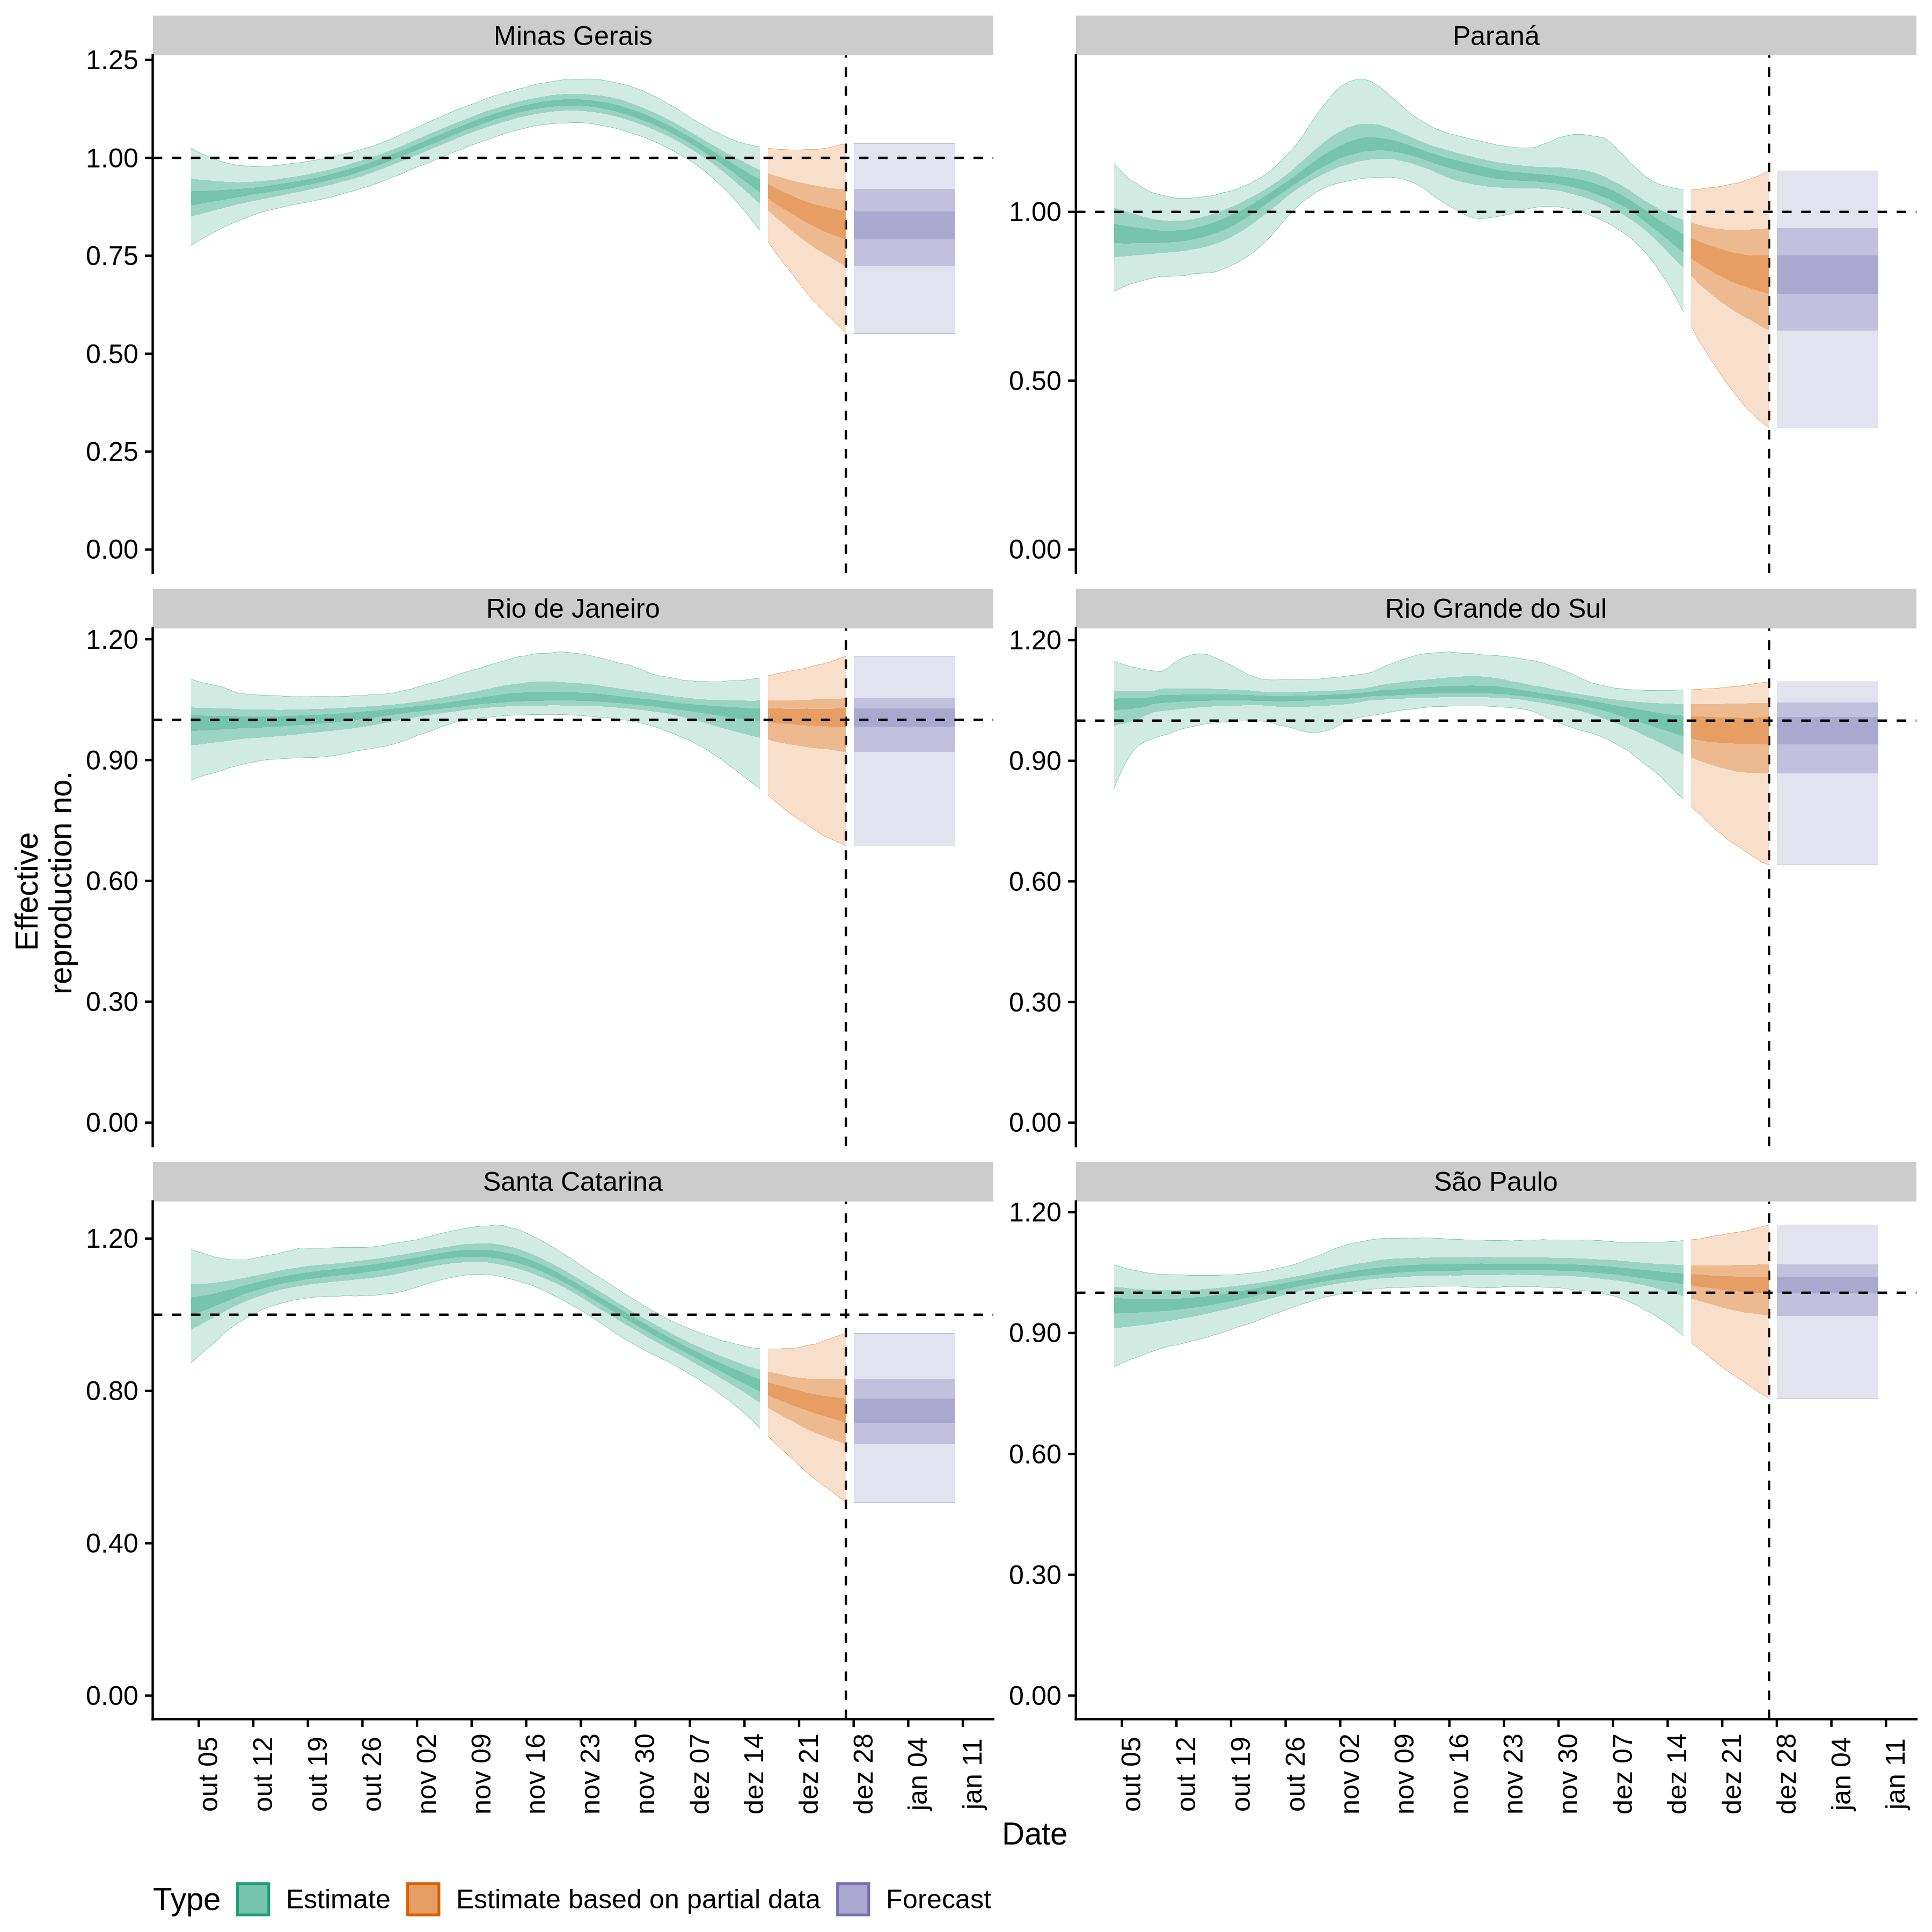 Minas Gerais
Paraná
1.25
1.00
0.75
0.50
0.25
0.00
1.00
0.50
0.00
Rio de Janeiro
Rio Grande do Sul
1.20
0.90
0.60
0.30
0.00
1.20
0.90
0.60
0.30
0.00
Effective
reproduction no.
Santa Catarina
São Paulo
1.20
0.80
0.40
0.00
1.20
0.90
0.60
0.30
0.00
out 05
out 12
out 19
out 26
nov 02
nov 09
nov 16
nov 23
nov 30
dez 07
dez 14
dez 21
dez 28
jan 04
jan 11
out 05
out 12
out 19
out 26
nov 02
nov 09
nov 16
nov 23
nov 30
dez 07
dez 14
dez 21
dez 28
jan 04
jan 11
Date
Type Estimate Estimate based on partial data Forecast